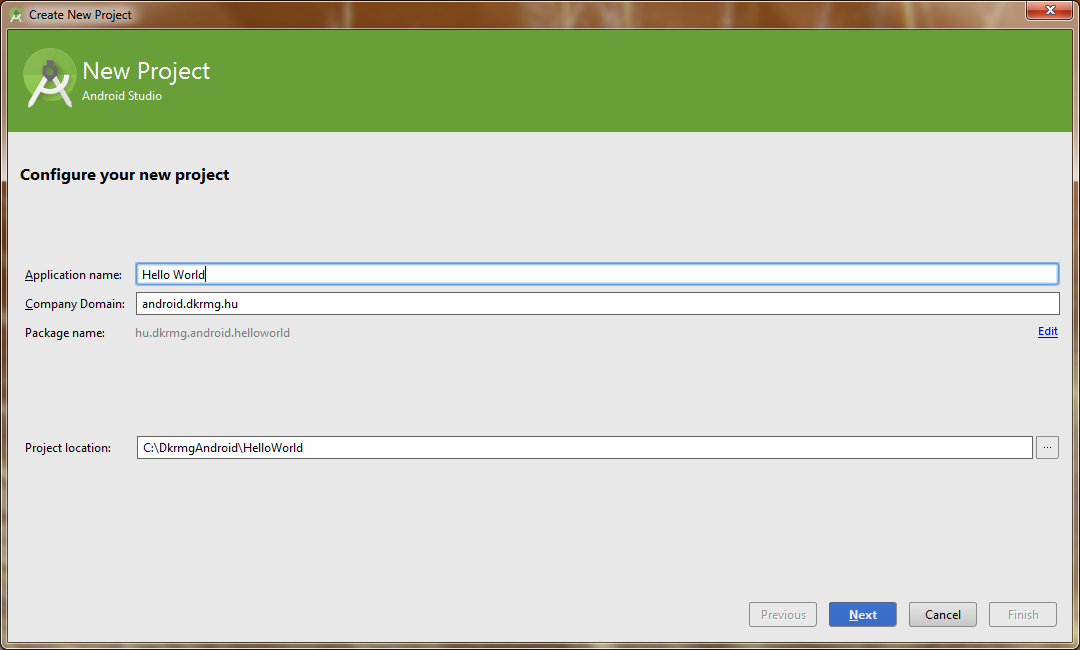 Create New Project
New Project
Android Studio
Configure your new project
Application name: Hello World
Company Domain: android.dkrmg.hu
Package name: hu.dkrmg.android.helloworld Edit
Project location: C:\DkrmgAndroid\HelloWorld ...
Previous Next Cancel Finish